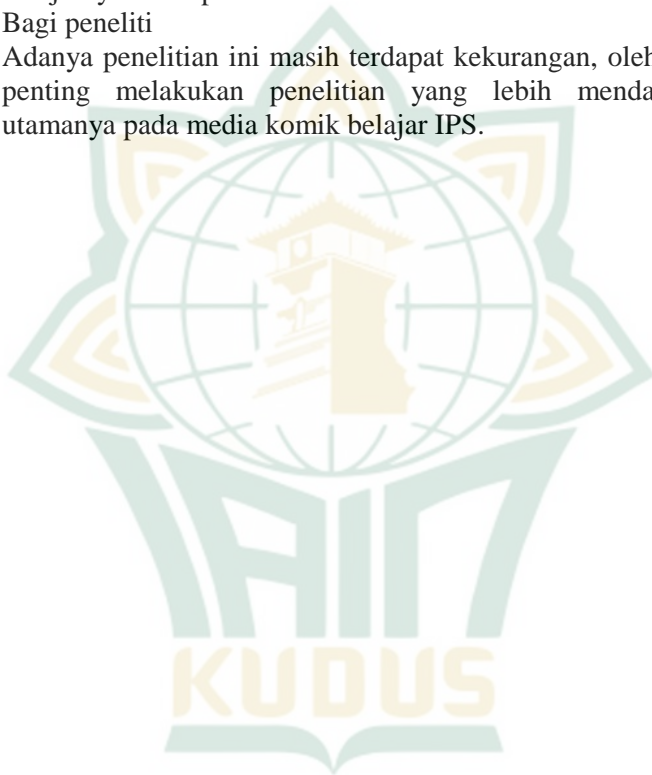 Bagi peneliti
Adanya penelitian ini masih terdapat kekurangan, oleh
penting melakukan penelitian yang lebih menda
utamanya pada media komik belajar IPS.
IAIN
KUDUS